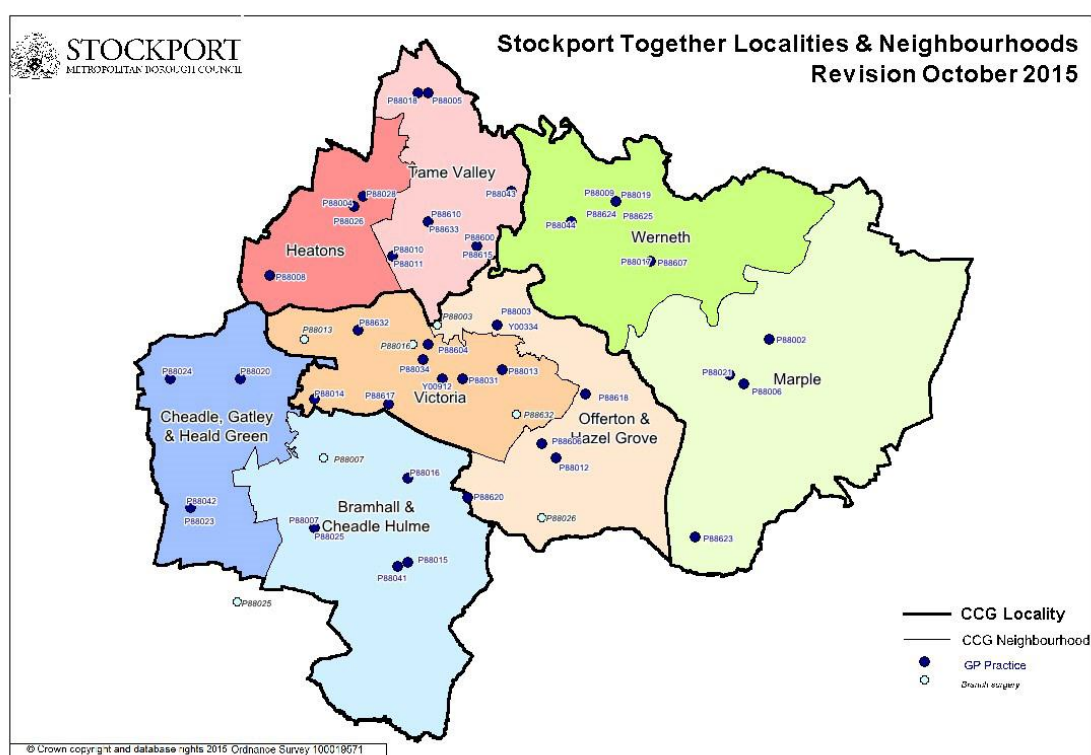 STOCKPORT
METROPOLITAN BOROUGH COUNCIL
Stockport Together Localities & Neighbourhoods
Revision October 2015
P88018
P88005
Tame Valley
P88028
P88004
P88026
P88043
P88610
P88633
P88600
P88615
P88010
P88011
Heatons
P88008
P88009
P88019
P88624
P88625
P88044
Werneth
P88017
P88607
P88003
P88003
Y00334
P88013
P88632
P88016
P88604
P88034
P88013
Y00912
P88031
P88014
P88617
Victoria
P88632
P88002
P88021
P88006
Marple
P88024
P88020
Cheadle, Gatley
& Heald Green
P88618
Offerton &
Hazel Grove
P88606
P88012
P88007
P88016
P88620
P88026
P88042
P88023
Bramhall &
Cheadle Hulme
P88007
P88025
P88015
P88041
P88623
P88025
CCG Locality
CCG Neighbourhood
GP Practice
Branch surgery
© Crown copyright and database rights 2015 Ordnance Survey 100019571